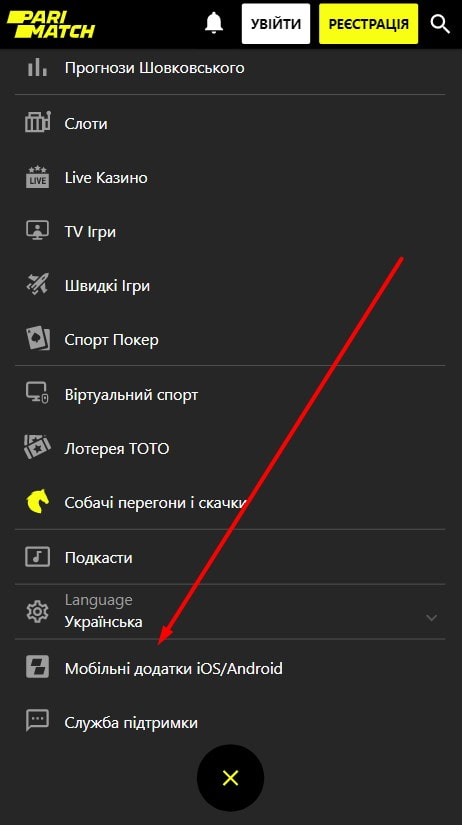 PARI
MATCH
УВІЙТИ
РЕЄСТРАЦІЯ
Прогнози Шовковського
Слоти
LIVE
Live Казино
TV Ігри
Швидкі Ігри
Спорт Покер
Віртуальний спорт
Лотерея TOTO
Собачі перегони і скачки
Подкасти
Language
Українська
Мобільні додатки iOS/Android
Служба підтримки